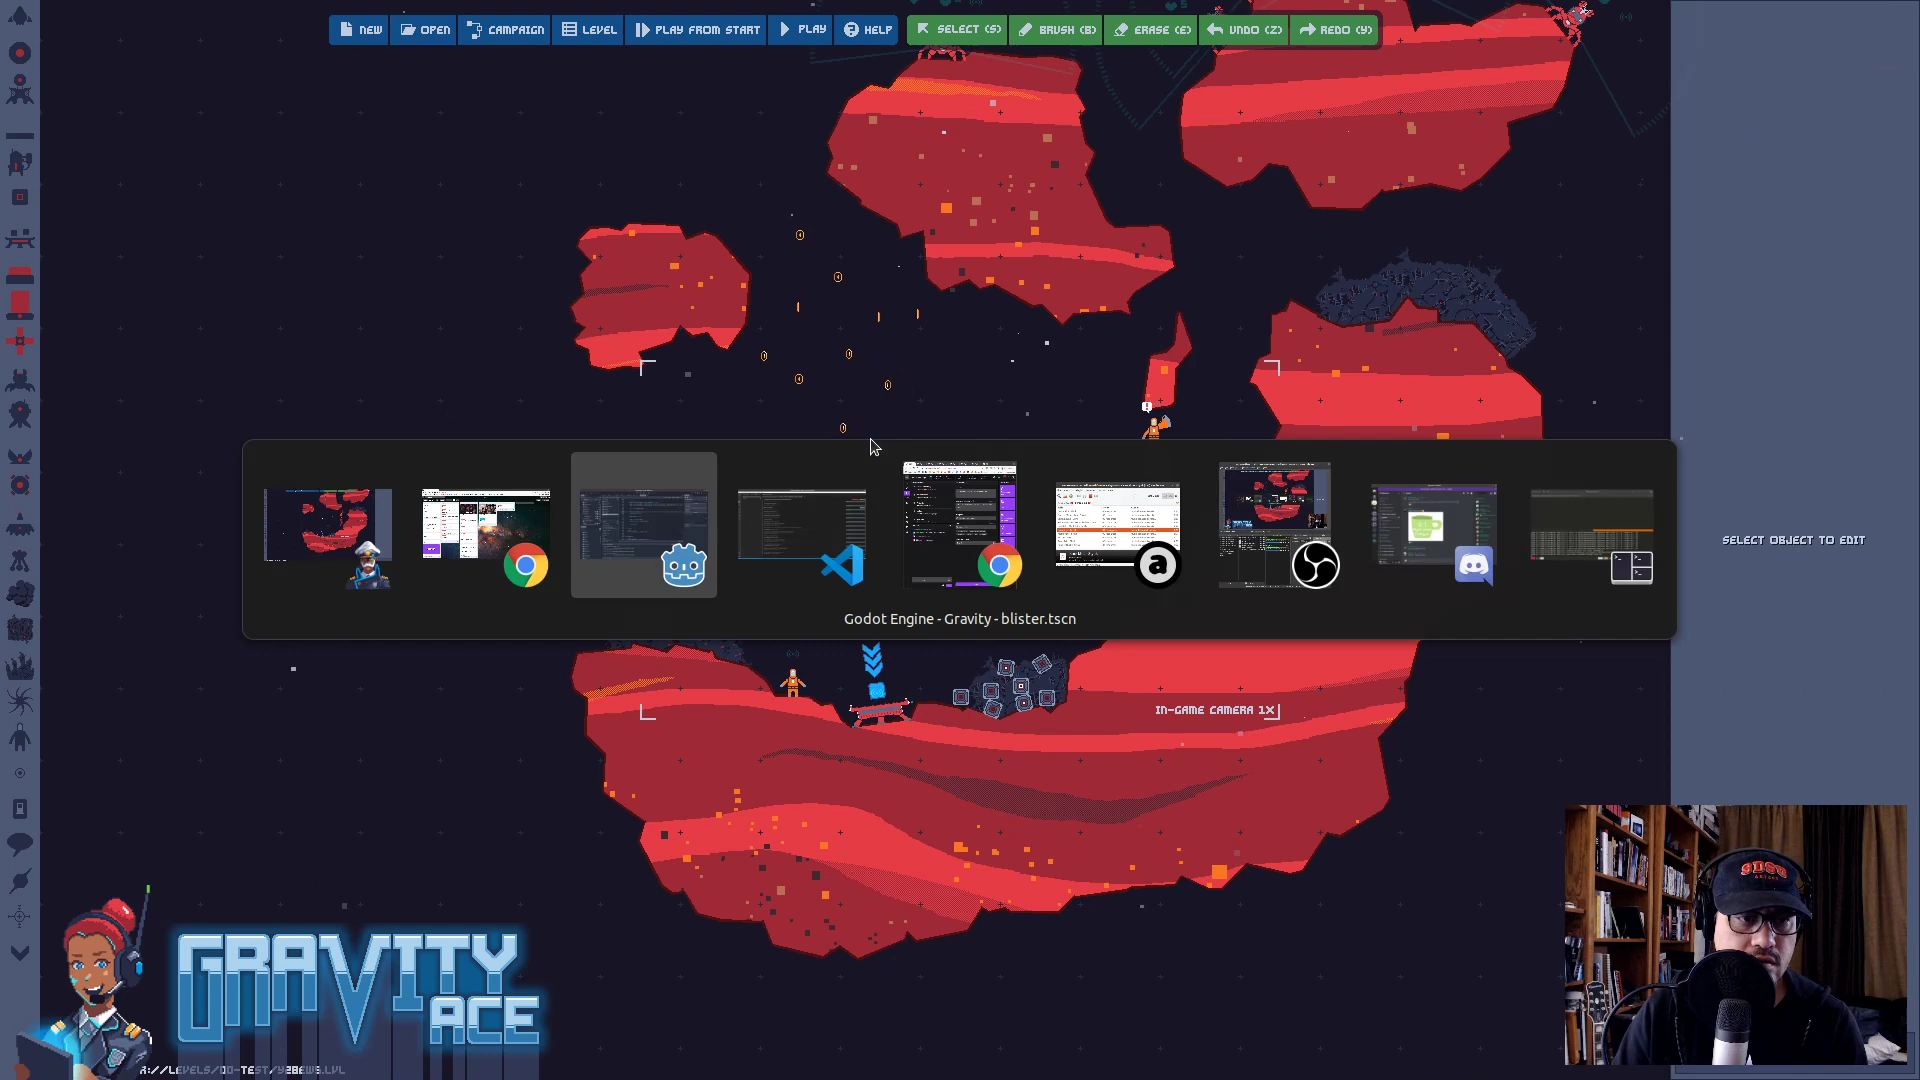 NEW
OPEN
CAMPAIGN
LEVEL
PLAY FROM START
PLAY
HELP
SELECT (S)
BRUSH (B)
ERASE (E)
UNDO (Z)
REDO (Y)
SELECT OBJECT TO EDIT
Godot Engine - Gravity - blister.tscn
IN-GAME CAMERA 1X
GRAVITY
ACE
SDSU